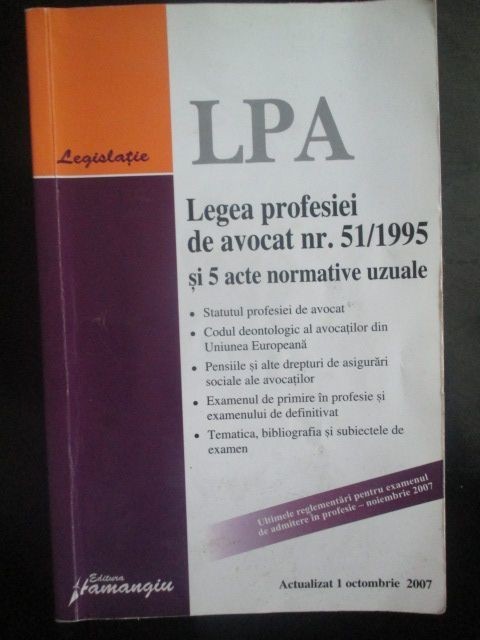 Legislație
LPA
Legea profesiei
de avocat nr. 51/1995
și 5 acte normative uzuale
• Statutul profesiei de avocat
• Codul deontologic al avocaților din
Uniunea Europeană
• Pensiile și alte drepturi de asigurări
sociale ale avocaților
• Examenul de primire în profesie și
examenului de definitivat
• Tematica, bibliografia și subiectele de
examen
Ultimele reglementări pentru examenul
de admitere în profesie – noiembrie 2007
Editura
Hamangiu
Actualizat 1 octombrie 2007